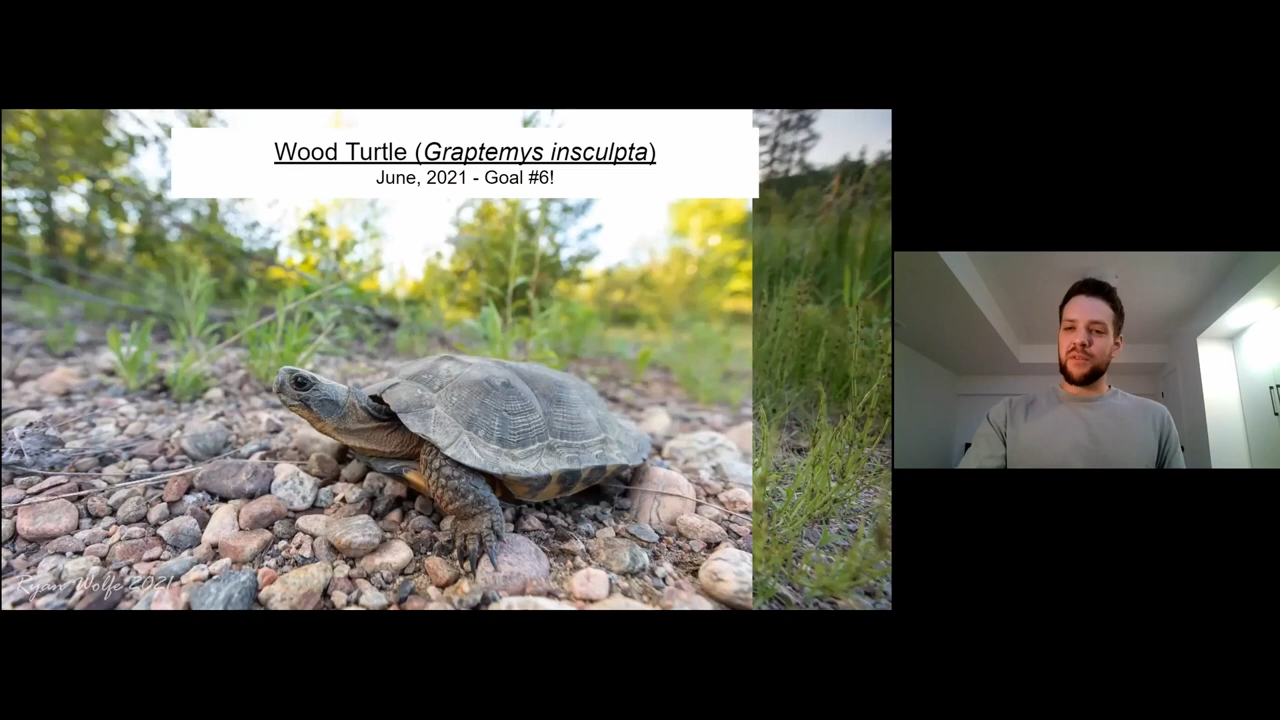 Wood Turtle (Graptemys insculpta)
June, 2021 - Goal #6!
Ryan Wolfe 2021